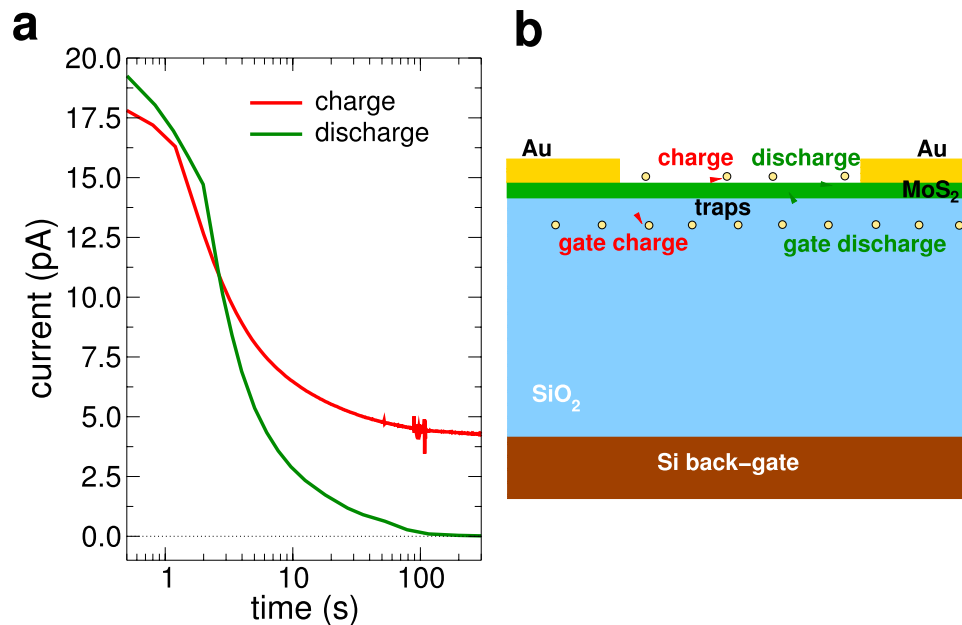 a
20.0
17.5
15.0
12.5
10.0
7.5
5.0
2.5
0.0
current (pA)
charge
discharge
1
10
100
time (s)
b
Au
charge
discharge
Au
MoS2
traps
gate charge
gate discharge
SiO2
Si back−gate